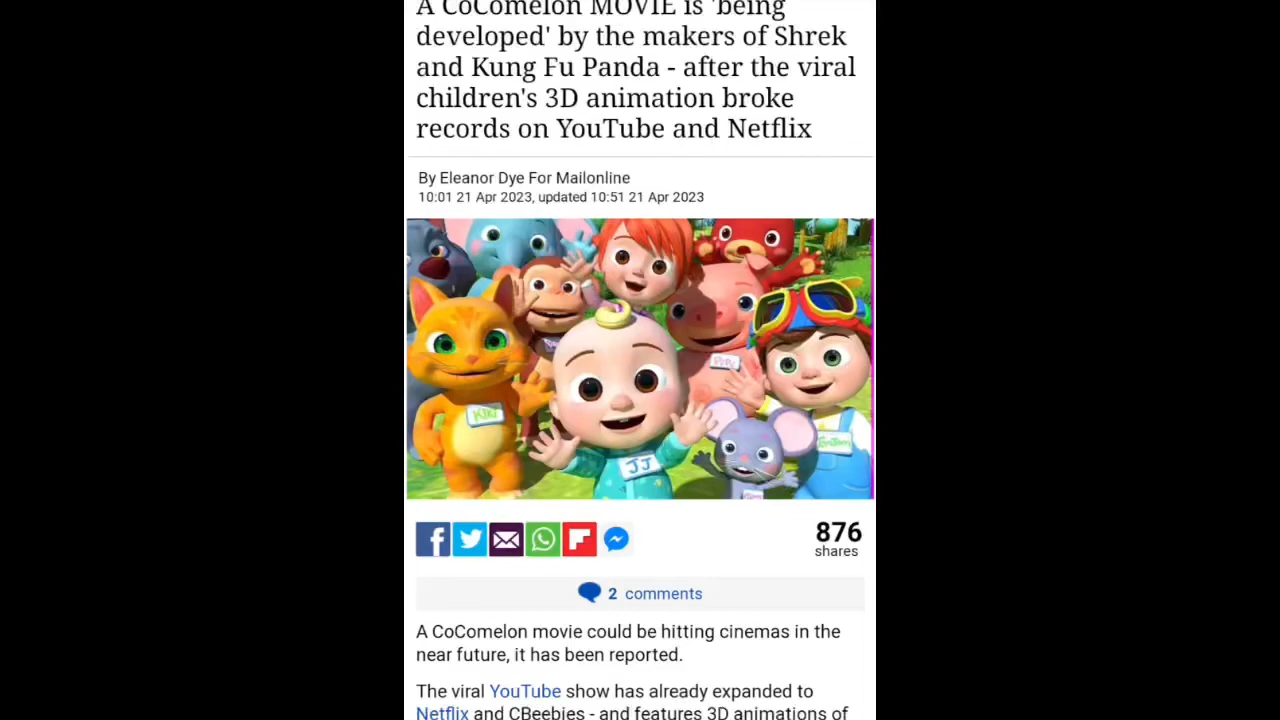 A CoComelon MOVIE is 'being
developed' by the makers of Shrek
and Kung Fu Panda - after the viral
children's 3D animation broke
records on YouTube and Netflix
By Eleanor Dye For Mailonline
10:01 21 Apr 2023, updated 10:51 21 Apr 2023
KiKi
JJ
876
shares
2 comments
A CoComelon movie could be hitting cinemas in the
near future, it has been reported.
The viral YouTube show has already expanded to
Netflix and CBeebies - and features 3D animations of